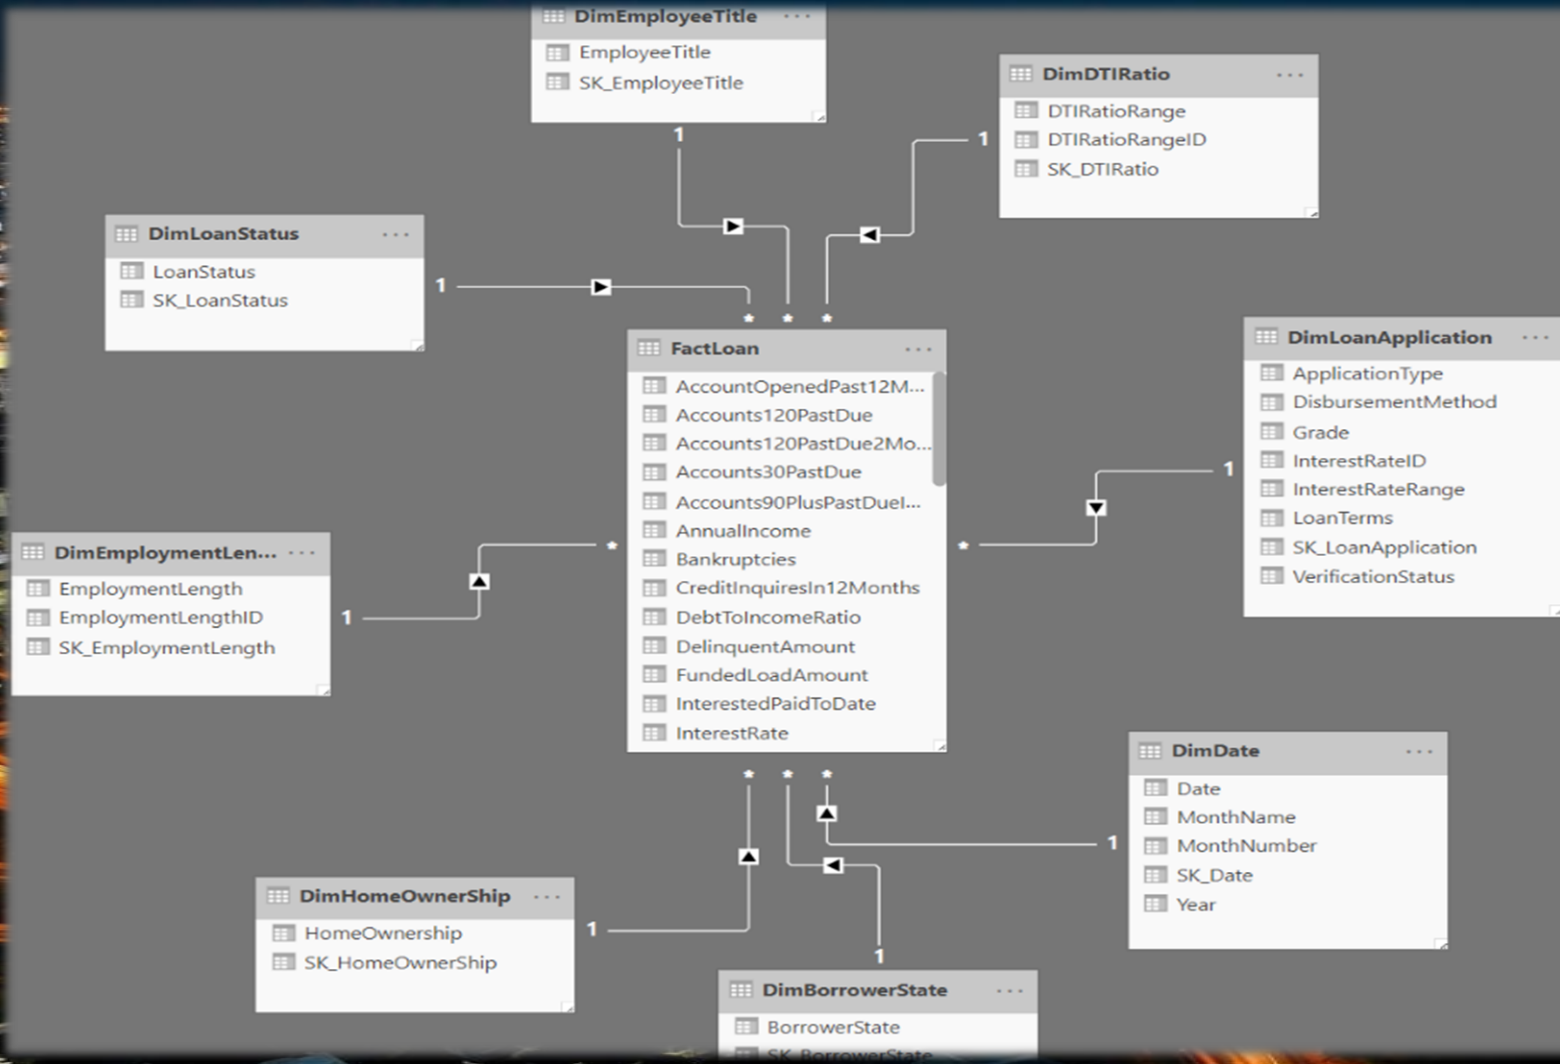 DimEmployeeTitle
EmployeeTitle
SK_EmployeeTitle
1
DimDTIRatio
DTIRatioRange
DTIRatioRangeID
SK_DTIRatio
1
DimLoanStatus
LoanStatus
SK_LoanStatus
1
* * *
FactLoan
AccountOpenedPast12M...
Accounts120PastDue
Accounts120PastDue2Mo...
Accounts30PastDue
Accounts90PlusPastDueI...
AnnualIncome
Bankruptcies
CreditInquiresIn12Months
DebtToIncomeRatio
DelinquentAmount
FundedLoadAmount
InterestedPaidToDate
InterestRate
DimLoanApplication
ApplicationType
DisbursementMethod
Grade
InterestRateID
InterestRateRange
LoanTerms
SK_LoanApplication
VerificationStatus
1
*
DimEmploymentLen...
EmploymentLength
EmploymentLengthID
SK_EmploymentLength
1
*
* * *
DimDate
Date
MonthName
MonthNumber
SK_Date
Year
1
DimHomeOwnerShip
HomeOwnership
SK_HomeOwnerShip
1
1
DimBorrowerState
BorrowerState
SK_BorrowerState